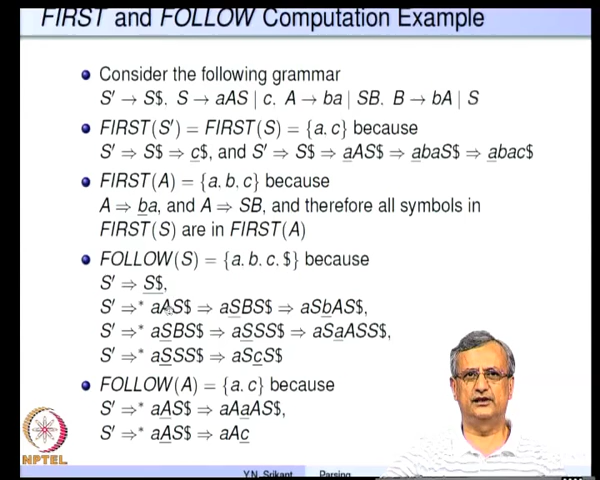 FIRST and FOLLOW Computation Example
Consider the following grammar
S′ → S$, S → aAS | c, A → ba | SB, B → bA | S
FIRST(S′) = FIRST(S) = {a, c} because
S′ ⇒ S$ ⇒ c$, and S′ ⇒ S$ ⇒ aAS$ ⇒ abaS$ ⇒ abac$
FIRST(A) = {a, b, c} because
A ⇒ ba, and A ⇒ SB, and therefore all symbols in
FIRST(S) are in FIRST(A)
FOLLOW(S) = {a, b, c, $} because
S′ ⇒ S$,
S′ ⇒* aAS$ ⇒ aSBS$ ⇒ aSbAS$,
S′ ⇒* aSBS$ ⇒ aSSS$ ⇒ aSaASS$,
S′ ⇒* aSSS$ ⇒ aScS$
FOLLOW(A) = {a, c} because
S′ ⇒* aAS$ ⇒ aAaAS$,
S′ ⇒* aAS$ ⇒ aAc
NPTEL
Y.N. Srikant Parsing